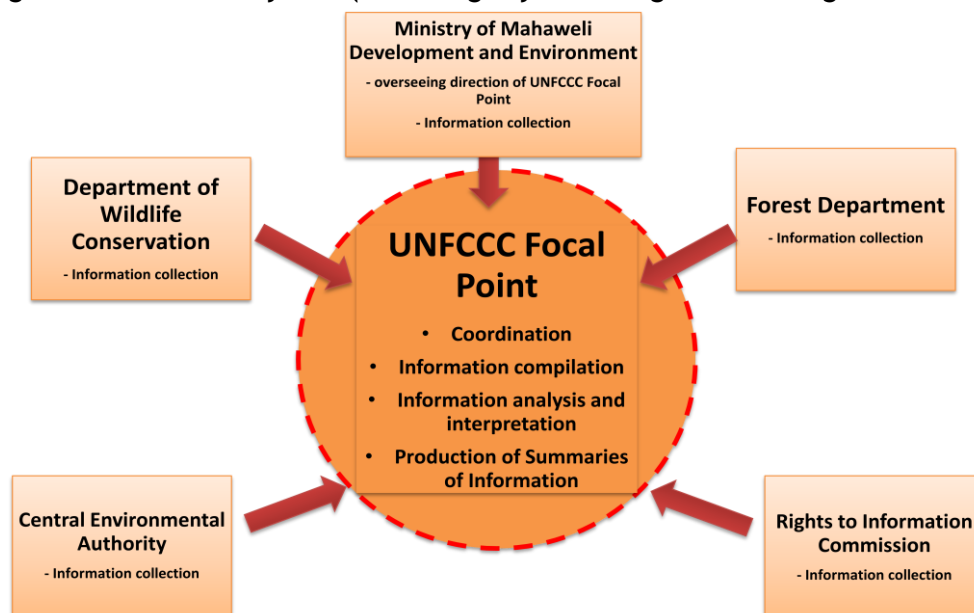 Ministry of Mahaweli
Development and Environment
- overseeing direction of UNFCCC Focal
Point
- Information collection
Department of
Wildlife
Conservation
- Information collection
Forest Department
- Information collection
UNFCCC Focal
Point
• Coordination
• Information compilation
• Information analysis and
interpretation
• Production of Summaries
of Information
Central Environmental
Authority
- Information collection
Rights to Information
Commission
- Information collection